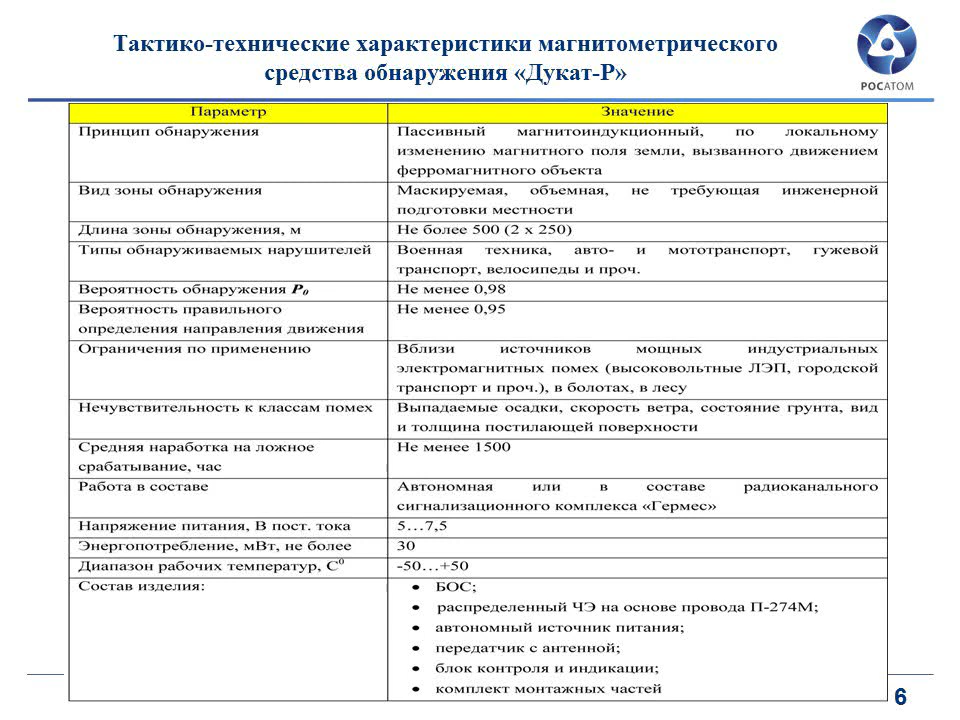 Тактико-технические характеристики магнитометрического
средства обнаружения «Дукат-Р»
РОСАТОМ
Параметр Значение
Принцип обнаружения Пассивный магнитоиндукционный, по локальному
изменению магнитного поля земли, вызванного движением
ферромагнитного объекта
Вид зоны обнаружения Маскируемая, объемная, не требующая инженерной
подготовки местности
Длина зоны обнаружения, м Не более 500 (2 х 250)
Типы обнаруживаемых нарушителей Военная техника, авто- и мототранспорт, гужевой
транспорт, велосипеды и проч.
Вероятность обнаружения P₀ Не менее 0,98
Вероятность правильного Не менее 0,95
определения направления движения
Ограничения по применению Вблизи источников мощных индустриальных
электромагнитных помех (высоковольтные ЛЭП, городской
транспорт и проч.), в болотах, в лесу
Нечувствительность к классам помех Выпадаемые осадки, скорость ветра, состояние грунта, вид
и толщина постилающей поверхности
Средняя наработка на ложное Не менее 1500
срабатывание, час
Работа в составе Автономная или в составе радиоканального
сигнализационного комплекса «Гермес»
Напряжение питания, В пост. тока 5…7,5
Энергопотребление, мВт, не более 30
Диапазон рабочих температур, С⁰ -50…+50
Состав изделия: • БОС;
• распределенный ЧЭ на основе провода П-274М;
• автономный источник питания;
• передатчик с антенной;
• блок контроля и индикации;
• комплект монтажных частей
6